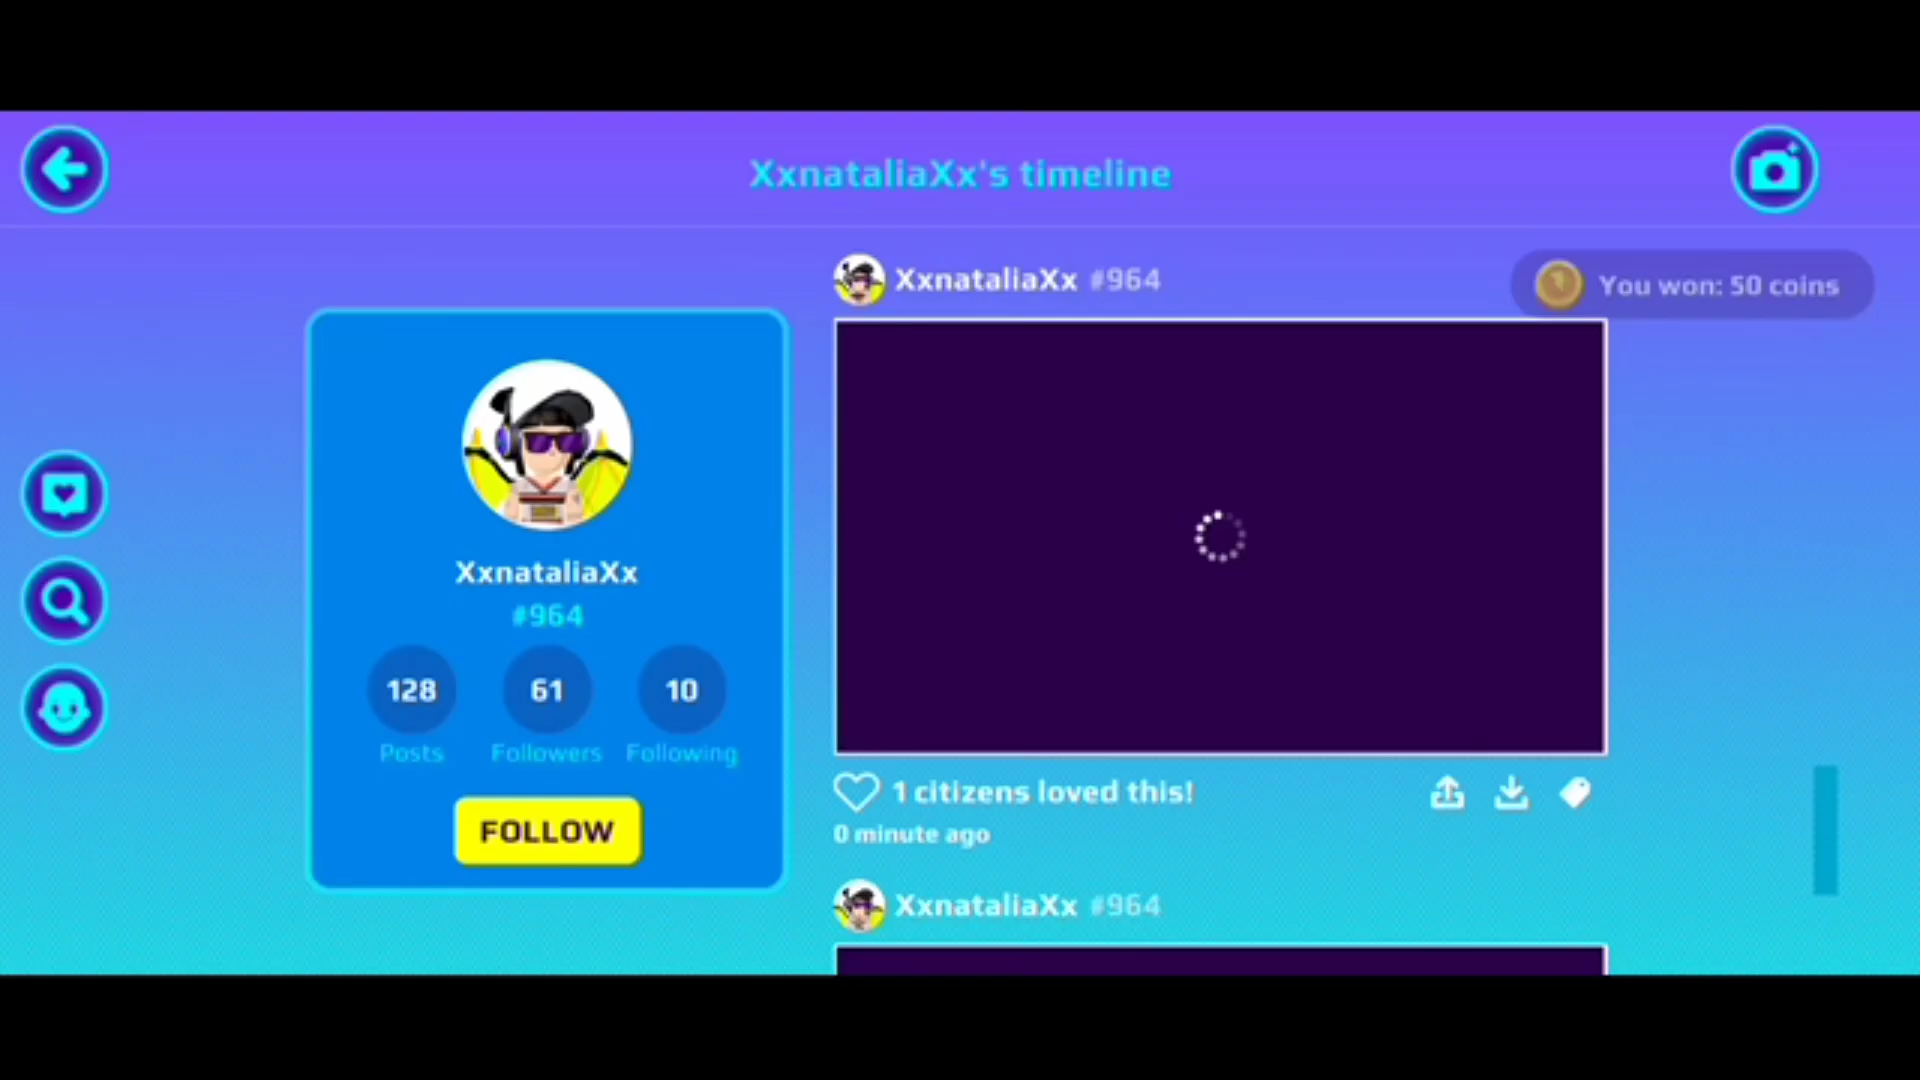 XxnataliaXx's timeline
XxnataliaXx #964
You won: 50 coins
XxnataliaXx
#964
128 61 10
Posts Followers Following
FOLLOW
1 citizens loved this!
0 minute ago
XxnataliaXx #964